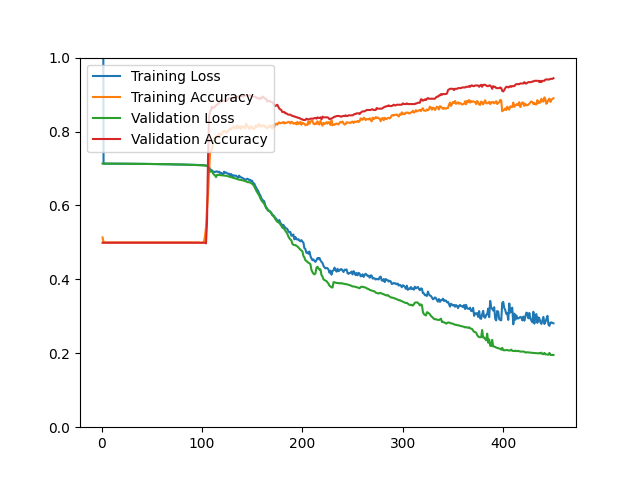 1.0
0.8
0.6
0.4
0.2
0.0
Training Loss
Training Accuracy
Validation Loss
Validation Accuracy
0 100 200 300 400